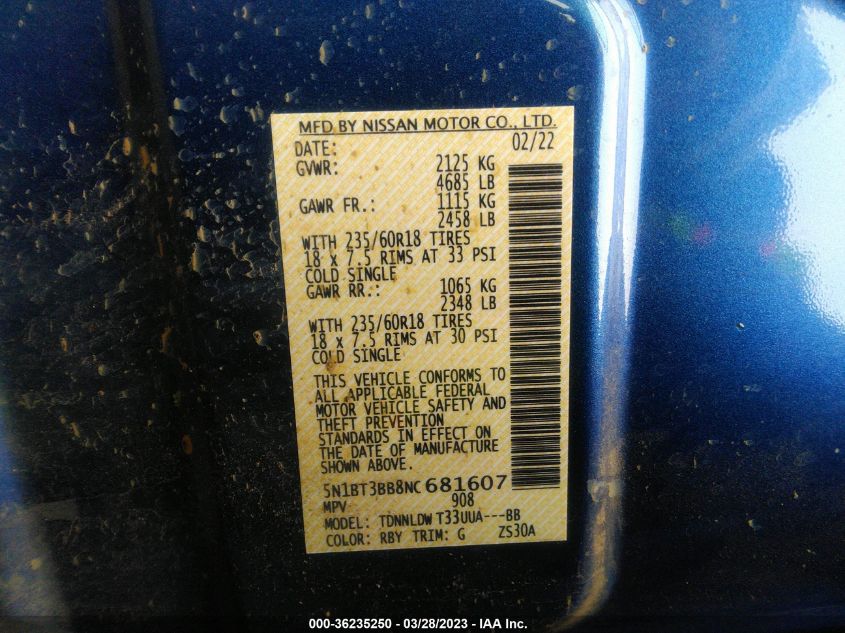 MFD BY NISSAN MOTOR CO., LTD.
DATE: 02/22
GVWR: 2125 KG
4685 LB
GAWR FR.: 1115 KG
2458 LB
WITH 235/60R18 TIRES
18 x 7.5 RIMS AT 33 PSI
COLD SINGLE
GAWR RR.: 1065 KG
2348 LB
WITH 235/60R18 TIRES
18 x 7.5 RIMS AT 30 PSI
COLD SINGLE
THIS VEHICLE CONFORMS TO
ALL APPLICABLE FEDERAL
MOTOR VEHICLE SAFETY AND
THEFT PREVENTION
STANDARDS IN EFFECT ON
THE DATE OF MANUFACTURE
SHOWN ABOVE.
5N1BT3BB8NC681607
MPV 908
MODEL: TDNNLDW T33UUA---BB
COLOR: RBY TRIM: G ZS30A
000-36235250 - 03/28/2023 - IAA Inc.